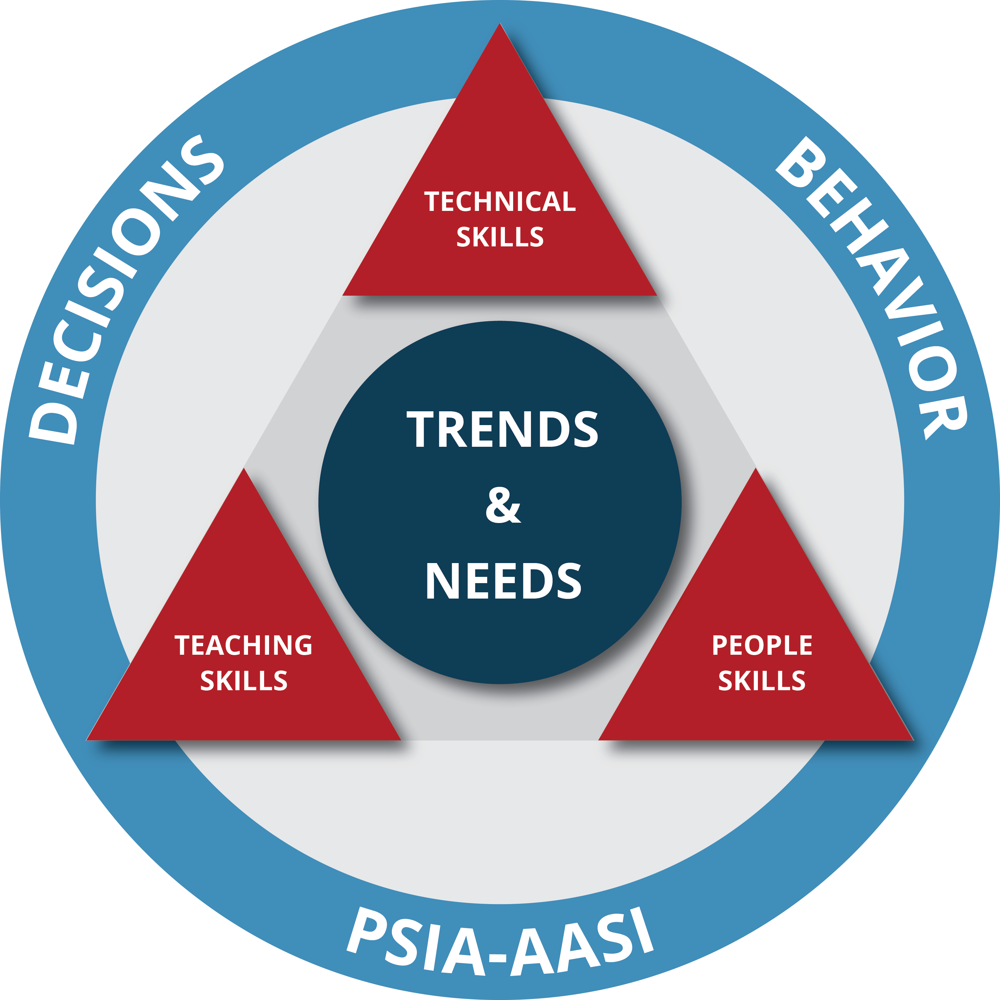 DECISIONS
BEHAVIOR
TECHNICAL
SKILLS
TRENDS
&
NEEDS
TEACHING
SKILLS
PEOPLE
SKILLS
PSIA-AASI